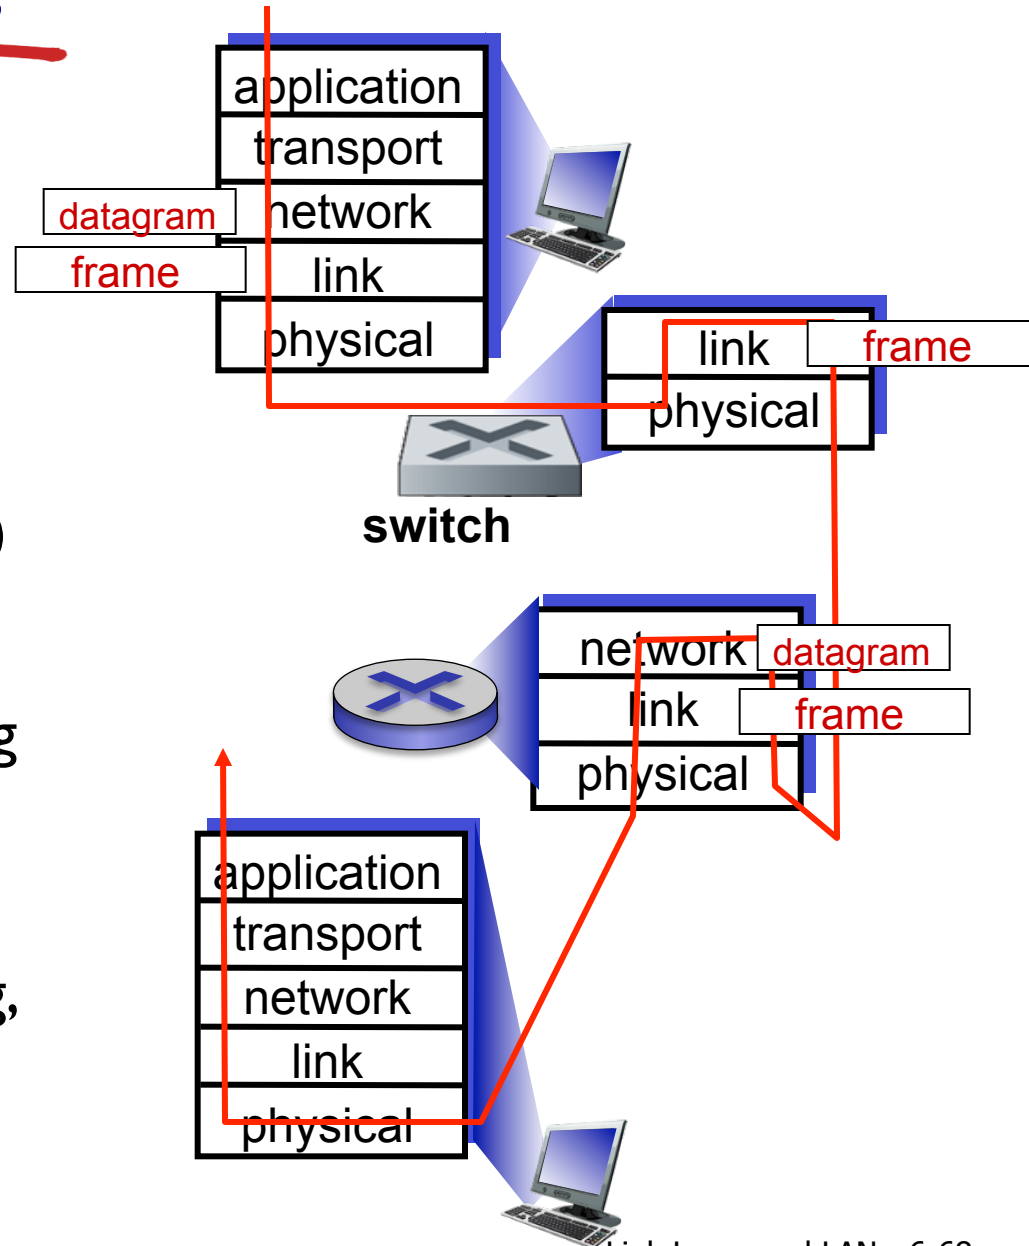 application
transport
datagram
network
frame
link
physical
link
frame
physical
switch
)
network
datagram
link
frame
g
physical
application
transport
network
g,
link
physical